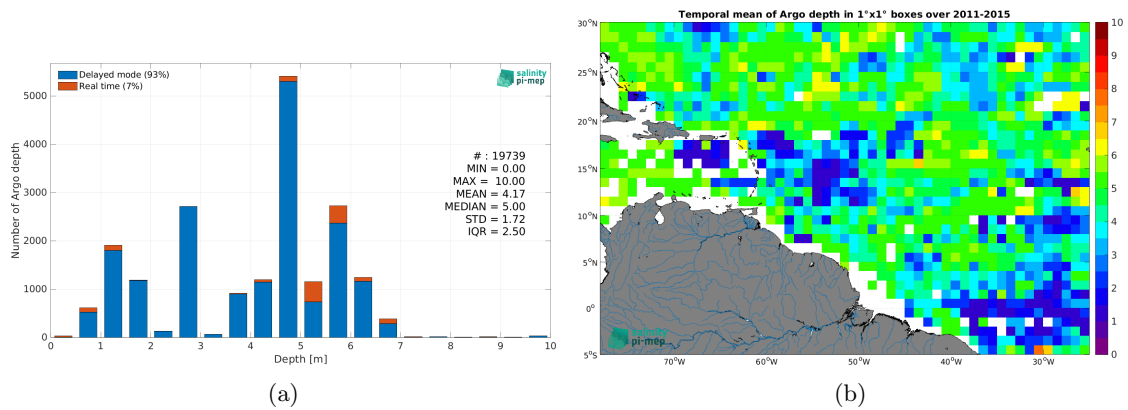 Number of Argo depth
5000
4000
3000
2000
1000
0
Delayed mode (93%)
Real time (7%)
salinity
pi-mep
# : 19739
MIN = 0.00
MAX = 10.00
MEAN = 4.17
MEDIAN = 5.00
STD = 1.72
IQR = 2.50
0 1 2 3 4 5 6 7 8 9 10
Depth [m]
(a)
Temporal mean of Argo depth in 1°x1° boxes over 2011-2015
30°N
25°N
20°N
15°N
10°N
5°N
0°
5°S
salinity
pi-mep
70°W 60°W 50°W 40°W 30°W
10
9
8
7
6
5
4
3
2
1
0
(b)